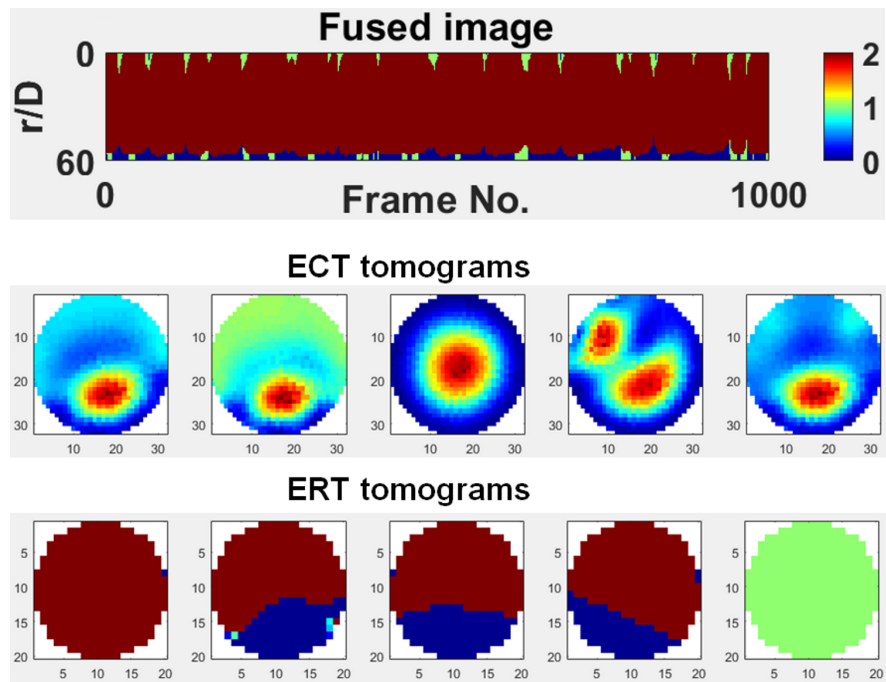 Fused image
0 2
r/D 1
60 0
0 Frame No. 1000
ECT tomograms
10 10 10 10 10
20 20 20 20 20
30 30 30 30 30
10 20 30 10 20 30 10 20 30 10 20 30 10 20 30
ERT tomograms
5 5 5 5 5
10 10 10 10 10
15 15 15 15 15
20 20 20 20 20
5 10 15 20 5 10 15 20 5 10 15 20 5 10 15 20 5 10 15 20